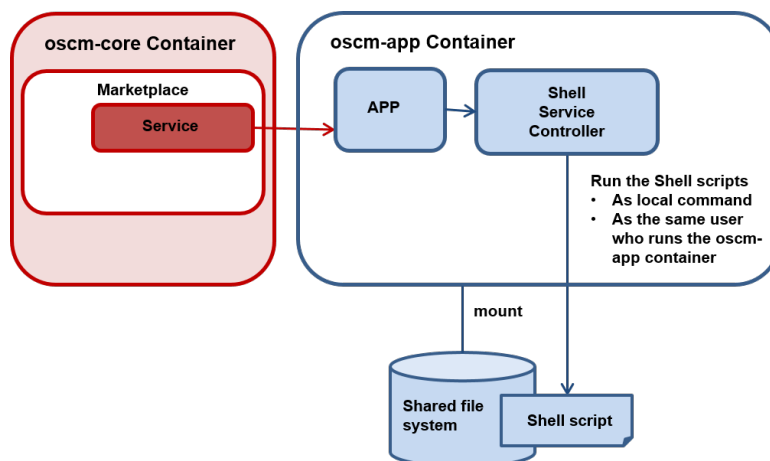 oscm-core Container
Marketplace
Service
oscm-app Container
APP
Shell
Service
Controller
Run the Shell scripts
• As local command
• As the same user
who runs the oscm-
app container
mount
Shared file
system
Shell script